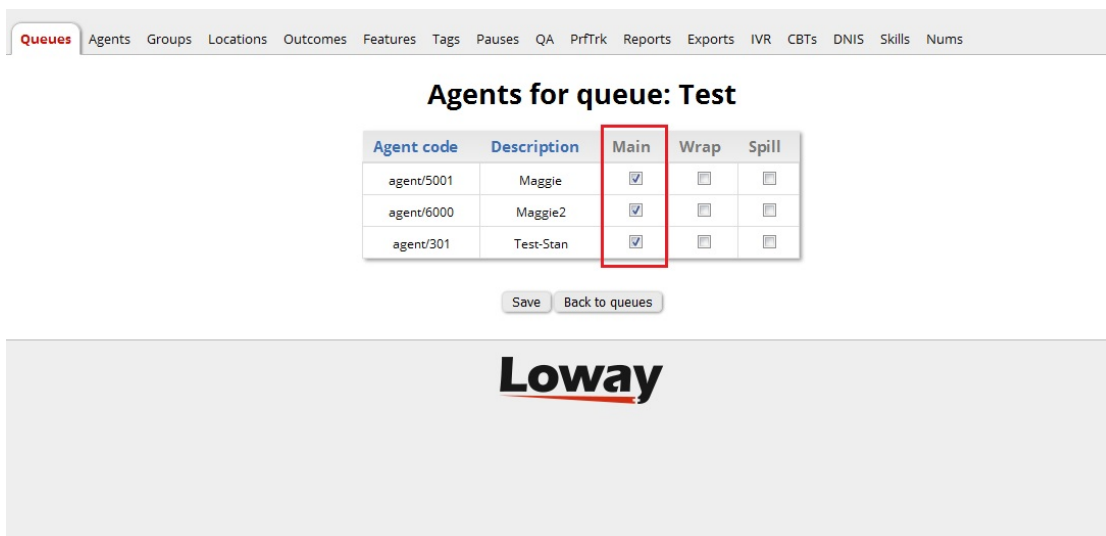 Queues Agents Groups Locations Outcomes Features Tags Pauses QA PrfTrk Reports Exports IVR CBTs DNIS Skills Nums
Agents for queue: Test
Agent code Description Main Wrap Spill
agent/5001 Maggie
agent/6000 Maggie2
agent/301 Test-Stan
Save Back to queues
Loway